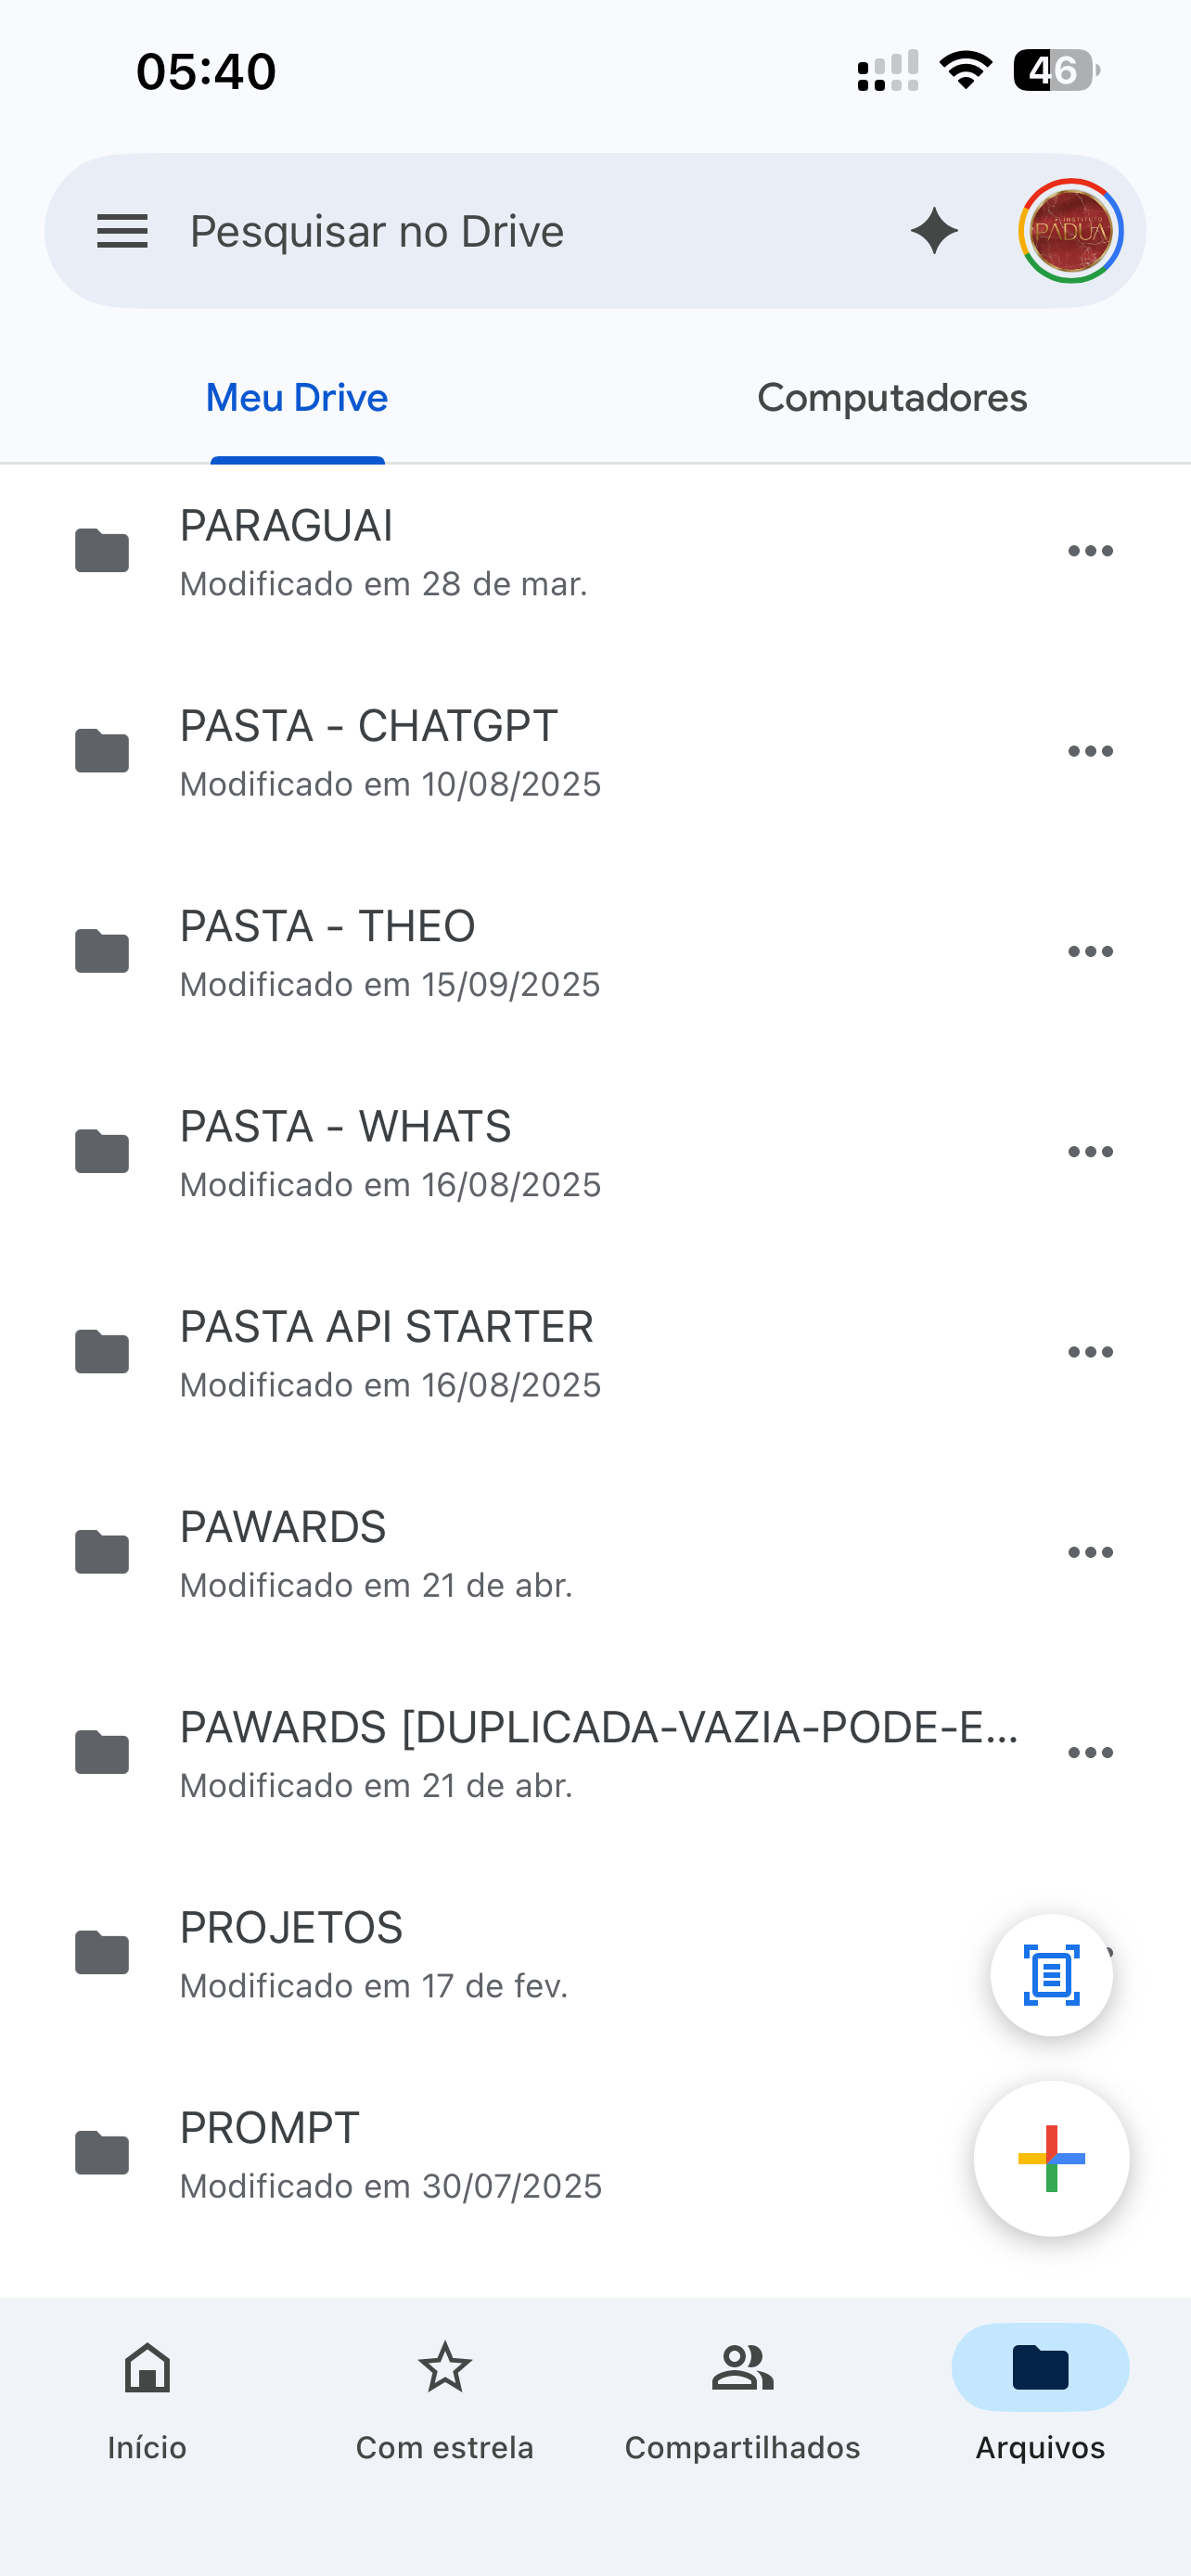 05:40
46
Pesquisar no Drive
INSTITUTO
PÁDUA
Meu Drive
Computadores
PARAGUAI
Modificado em 28 de mar.
PASTA - CHATGPT
Modificado em 10/08/2025
PASTA - THEO
Modificado em 15/09/2025
PASTA - WHATS
Modificado em 16/08/2025
PASTA API STARTER
Modificado em 16/08/2025
PAWARDS
Modificado em 21 de abr.
PAWARDS [DUPLICADA-VAZIA-PODE-E...
Modificado em 21 de abr.
PROJETOS
Modificado em 17 de fev.
PROMPT
Modificado em 30/07/2025
Início
Com estrela
Compartilhados
Arquivos